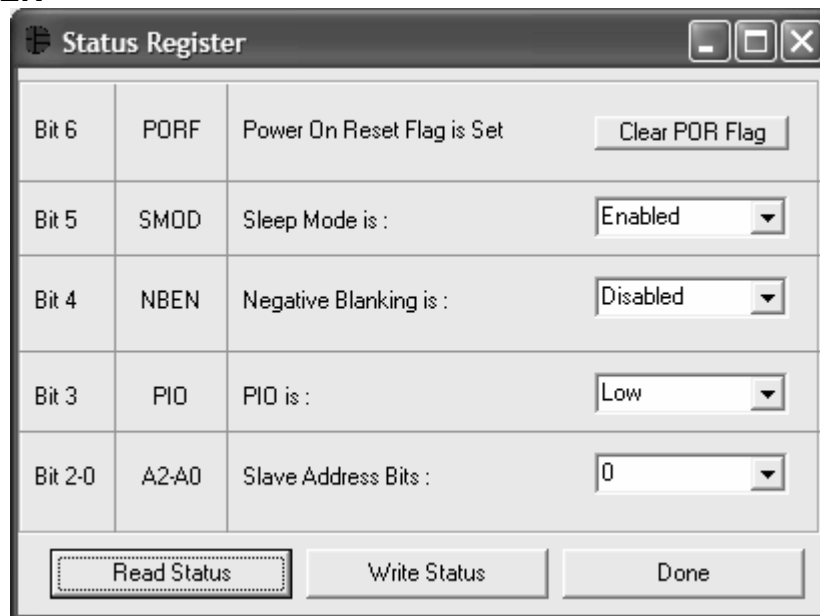 Status Register
Bit 6 PORF Power On Reset Flag is Set Clear POR Flag
Bit 5 SMOD Sleep Mode is : Enabled
Bit 4 NBEN Negative Blanking is : Disabled
Bit 3 PIO PIO is : Low
Bit 2-0 A2-A0 Slave Address Bits : 0
Read Status Write Status Done